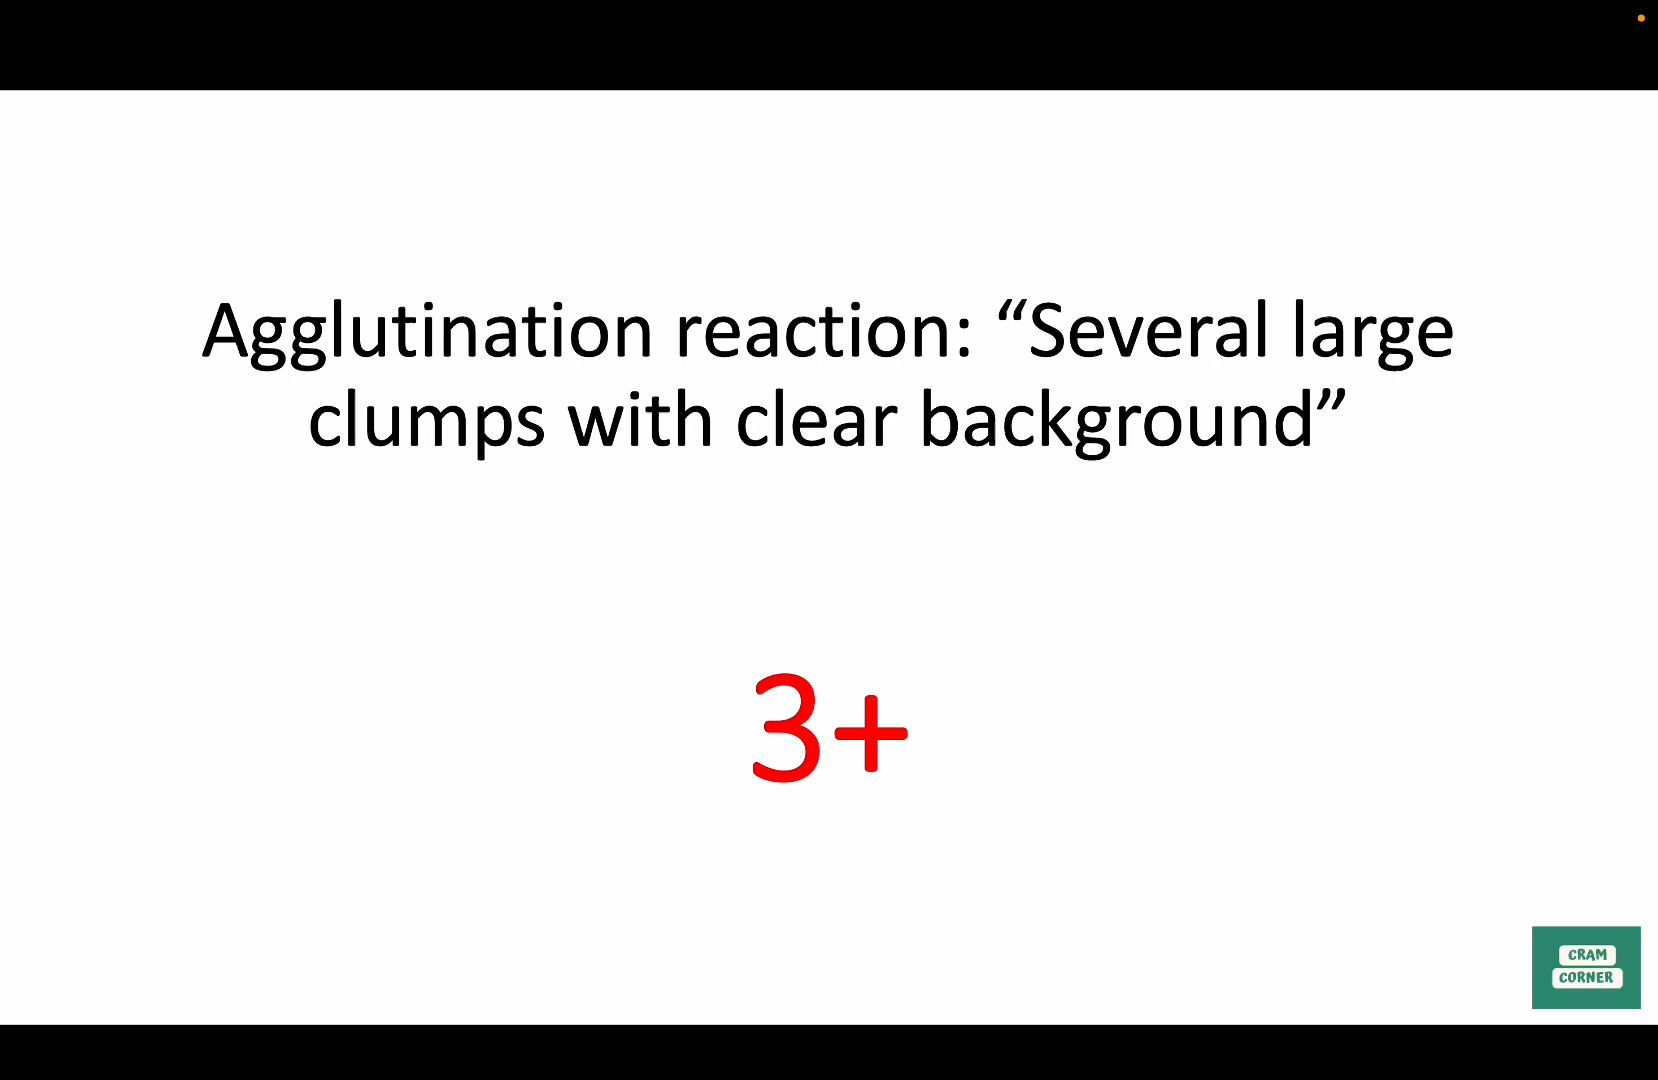 Agglutination reaction: “Several large
clumps with clear background”
3+
CRAM
CORNER